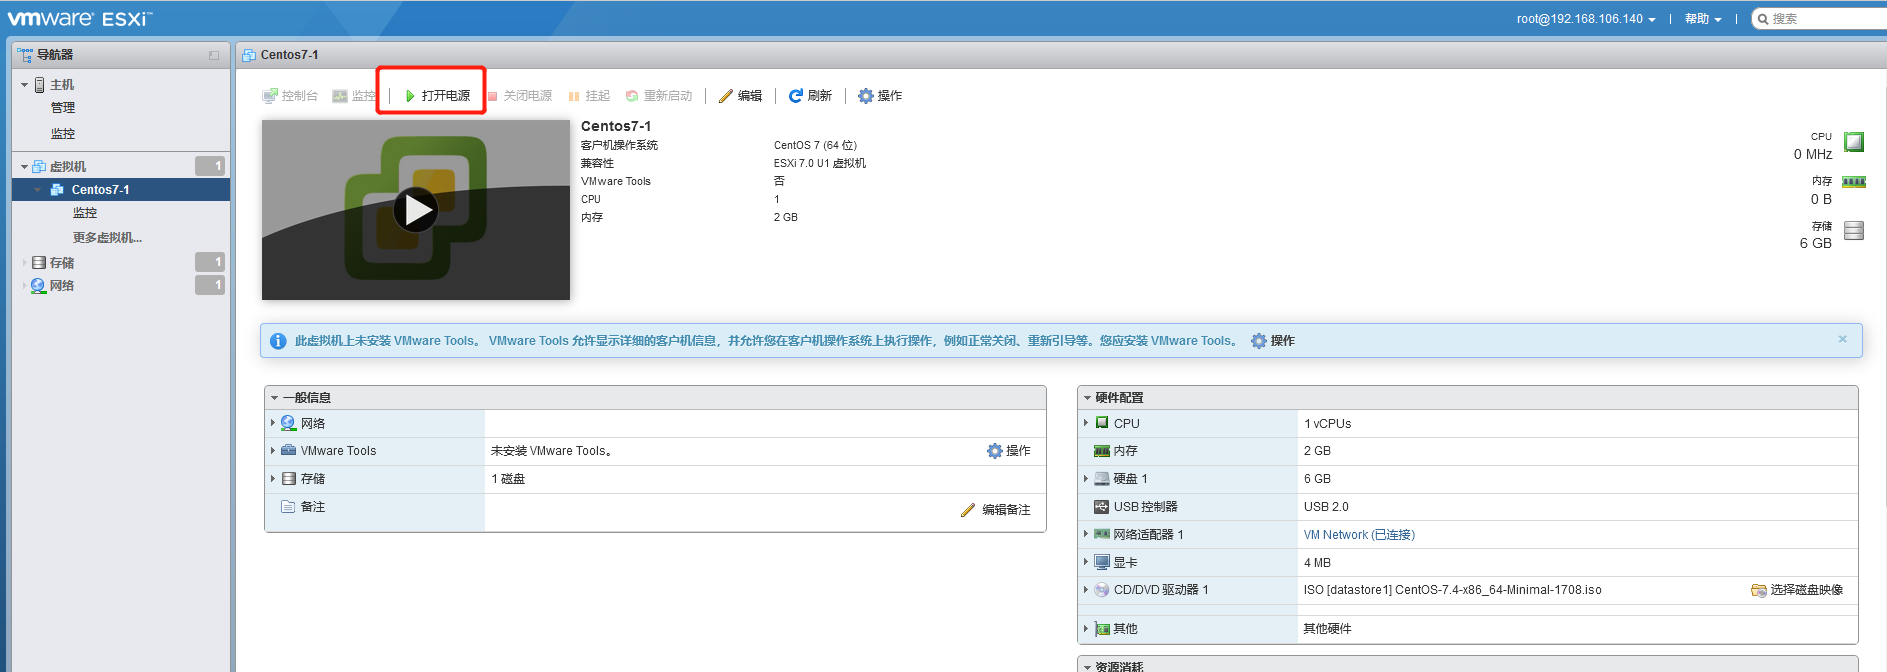 vmware ESXi™
root@192.168.106.140 | 帮助 | 搜索
导航器
主机
管理
监控
虚拟机 1
Centos7-1
监控
更多虚拟机...
存储 1
网络 1
Centos7-1
控制台 监控 | 打开电源 关闭电源 挂起 重新启动 | 编辑 | 刷新 | 操作
Centos7-1
客户机操作系统 CentOS 7 (64 位)
兼容性 ESXi 7.0 U1 虚拟机
VMware Tools 否
CPU 1
内存 2 GB
CPU
0 MHz
内存
0 B
存储
6 GB
此虚拟机上未安装 VMware Tools。 VMware Tools 允许显示详细的客户机信息，并允许您在客户机操作系统上执行操作，例如正常关闭、重新引导等。您应安装 VMware Tools。 操作
一般信息
网络
VMware Tools 未安装 VMware Tools。 操作
存储 1 磁盘
备注 编辑备注
硬件配置
CPU 1 vCPUs
内存 2 GB
硬盘 1 6 GB
USB 控制器 USB 2.0
网络适配器 1 VM Network (已连接)
显卡 4 MB
CD/DVD 驱动器 1 ISO [datastore1] CentOS-7.4-x86_64-Minimal-1708.iso 选择磁盘映像
其他 其他硬件
资源消耗